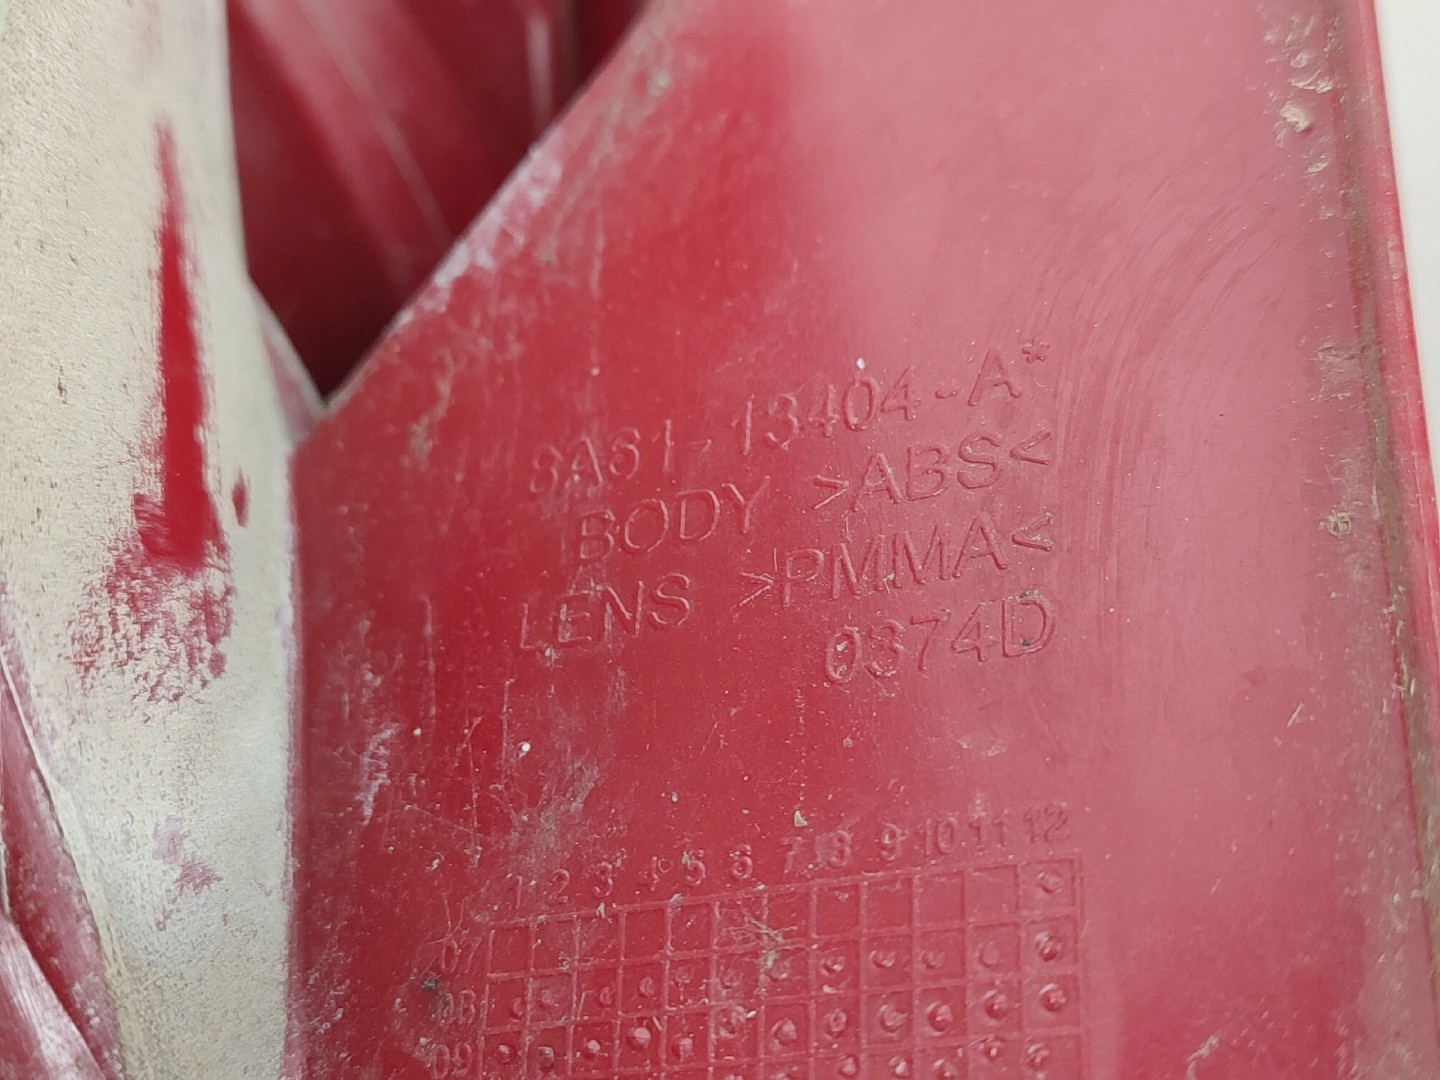 8A61-13404-A*
BODY >ABS<
LENS >PMMA<
0374D
1 2 3 4 5 6 7 8 9 10 11 12
07
08
09